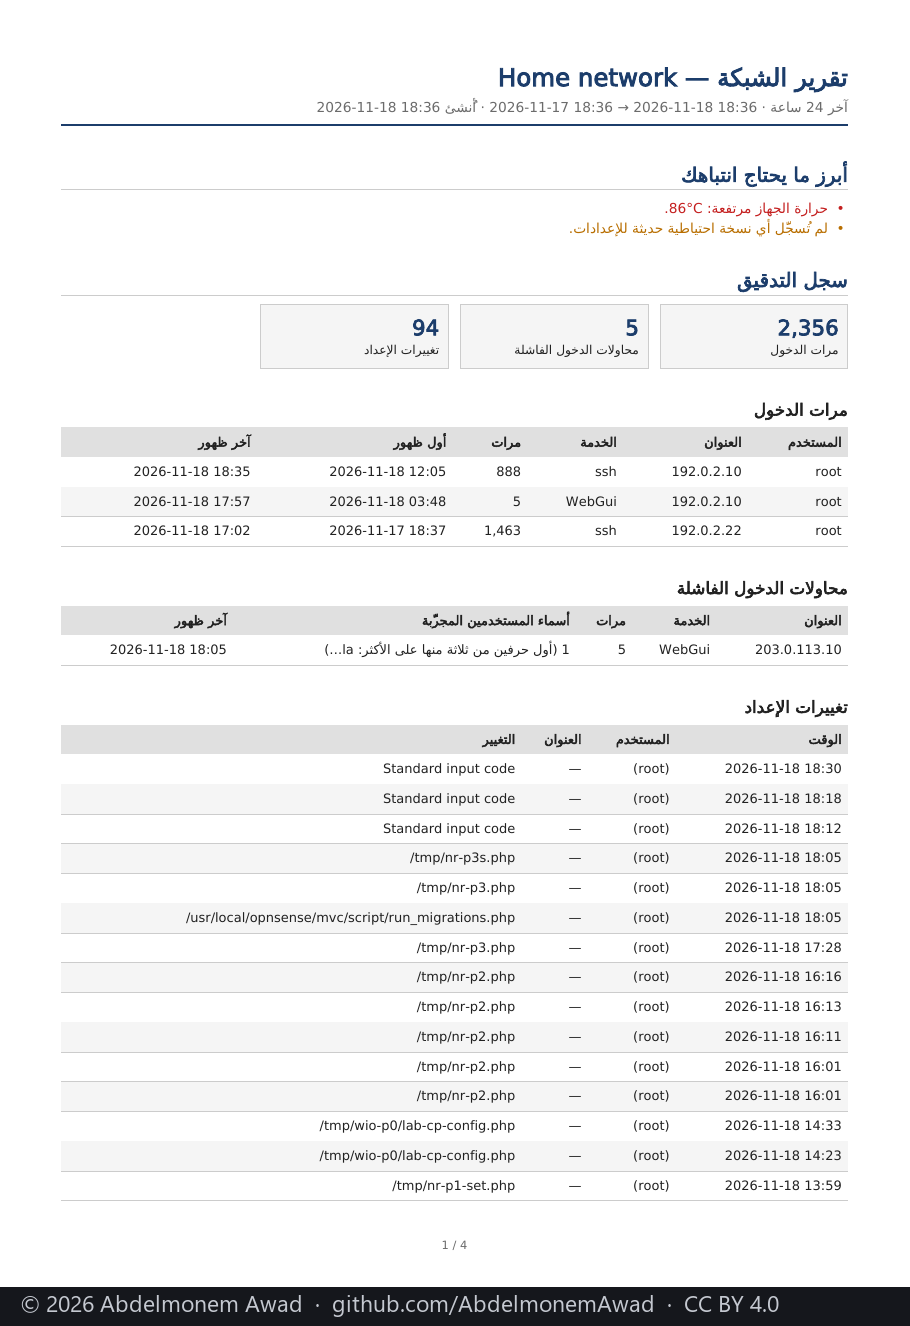 تقرير الشبكة — Home network
آخر 24 ساعة · 2026-11-17 18:36 → 2026-11-18 18:36 · أُنشئ 2026-11-18 18:36
أبرز ما يحتاج انتباهك
• حرارة الجهاز مرتفعة: 86°C.
• لم تُسجَّل أي نسخة احتياطية حديثة للإعدادات.
سجل التدقيق
2,356 5 94
مرات الدخول محاولات الدخول الفاشلة تغييرات الإعداد
مرات الدخول
المستخدم العنوان الخدمة مرات أول ظهور آخر ظهور
root 192.0.2.10 ssh 888 2026-11-18 12:05 2026-11-18 18:35
root 192.0.2.10 WebGui 5 2026-11-18 03:48 2026-11-18 17:57
root 192.0.2.22 ssh 1,463 2026-11-17 18:37 2026-11-18 17:02
محاولات الدخول الفاشلة
العنوان الخدمة مرات أسماء المستخدمين المجرّبة آخر ظهور
203.0.113.10 WebGui 5 1 (أول حرفين من ثلاثة منها على الأكثر: la…) 2026-11-18 18:05
تغييرات الإعداد
الوقت المستخدم العنوان التغيير
2026-11-18 18:30 (root) — Standard input code
2026-11-18 18:18 (root) — Standard input code
2026-11-18 18:12 (root) — Standard input code
2026-11-18 18:05 (root) — /tmp/nr-p3s.php
2026-11-18 18:05 (root) — /tmp/nr-p3.php
2026-11-18 18:05 (root) — /usr/local/opnsense/mvc/script/run_migrations.php
2026-11-18 17:28 (root) — /tmp/nr-p3.php
2026-11-18 16:16 (root) — /tmp/nr-p2.php
2026-11-18 16:13 (root) — /tmp/nr-p2.php
2026-11-18 16:11 (root) — /tmp/nr-p2.php
2026-11-18 16:01 (root) — /tmp/nr-p2.php
2026-11-18 16:01 (root) — /tmp/nr-p2.php
2026-11-18 14:33 (root) — /tmp/wio-p0/lab-cp-config.php
2026-11-18 14:23 (root) — /tmp/wio-p0/lab-cp-config.php
2026-11-18 13:59 (root) — /tmp/nr-p1-set.php
1 / 4
© 2026 Abdelmonem Awad · github.com/AbdelmonemAwad · CC BY 4.0